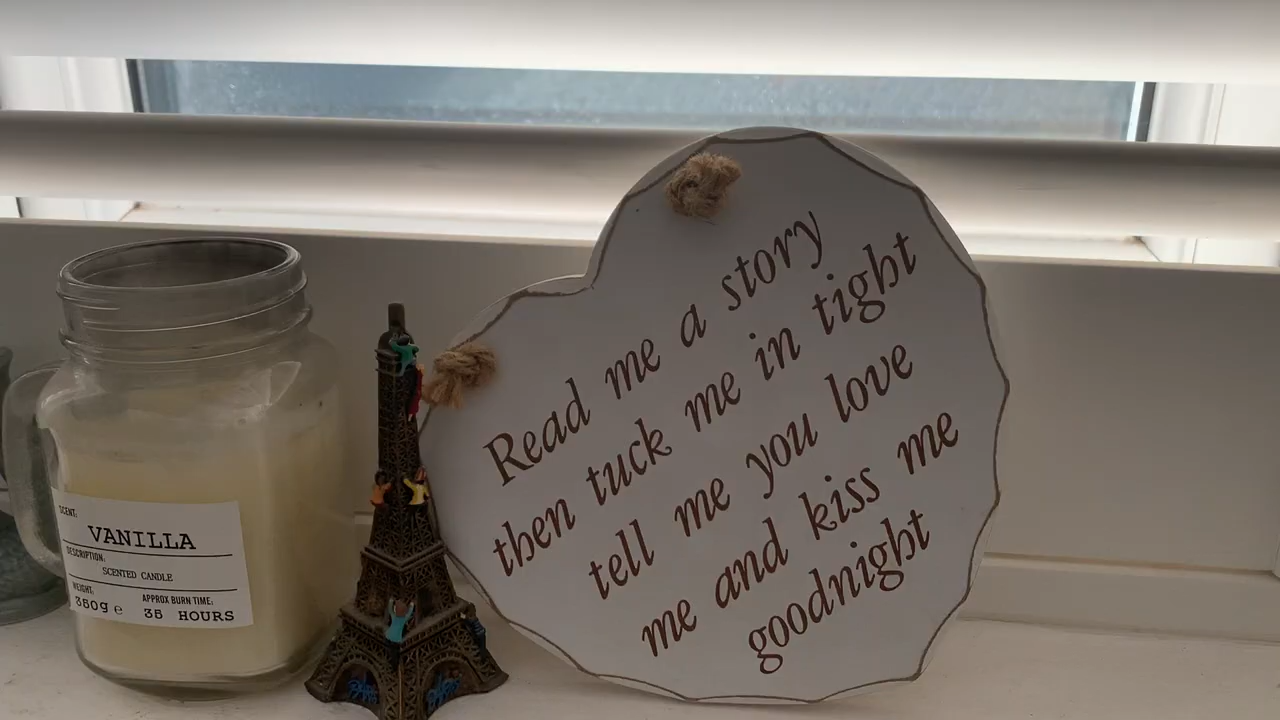 SCENT:
VANILLA
DESCRIPTION:
SCENTED CANDLE
WEIGHT:
350g e
APPROX BURN TIME:
35 HOURS
Read me a story
then tuck me in tight
tell me you love
me and kiss me
goodnight